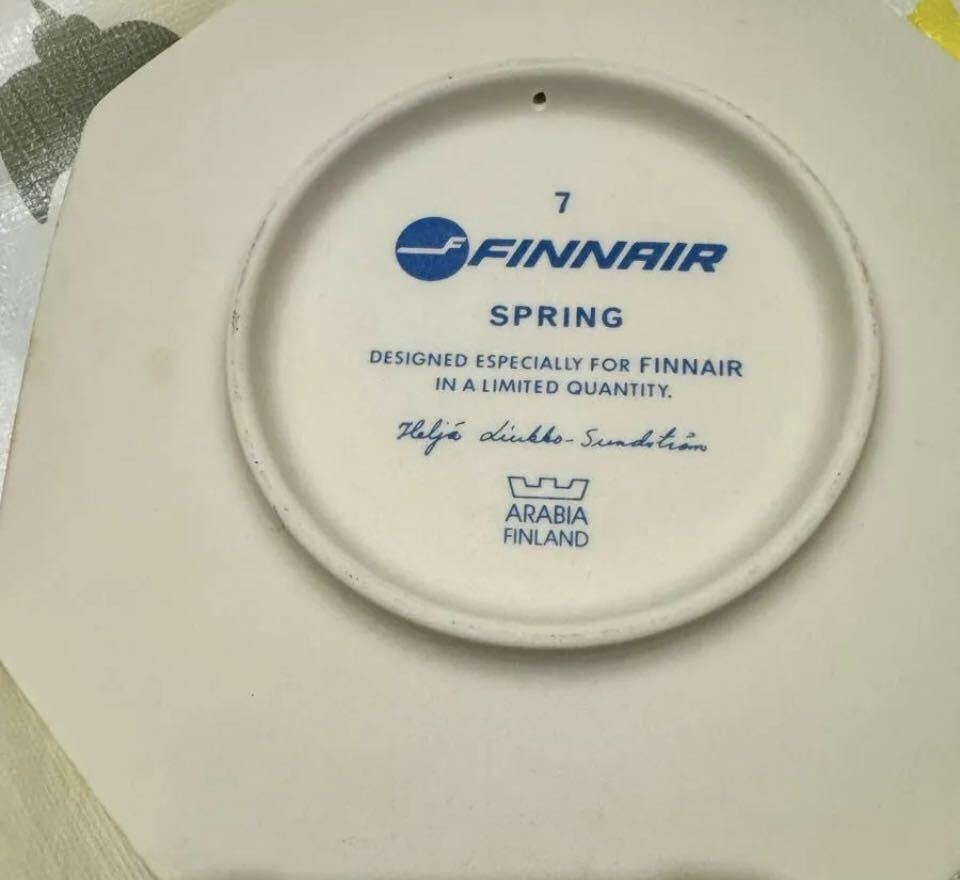 7
F FINNAIR
SPRING
DESIGNED ESPECIALLY FOR FINNAIR
IN A LIMITED QUANTITY.
Heljä Liukko-Sundström
ARABIA
FINLAND